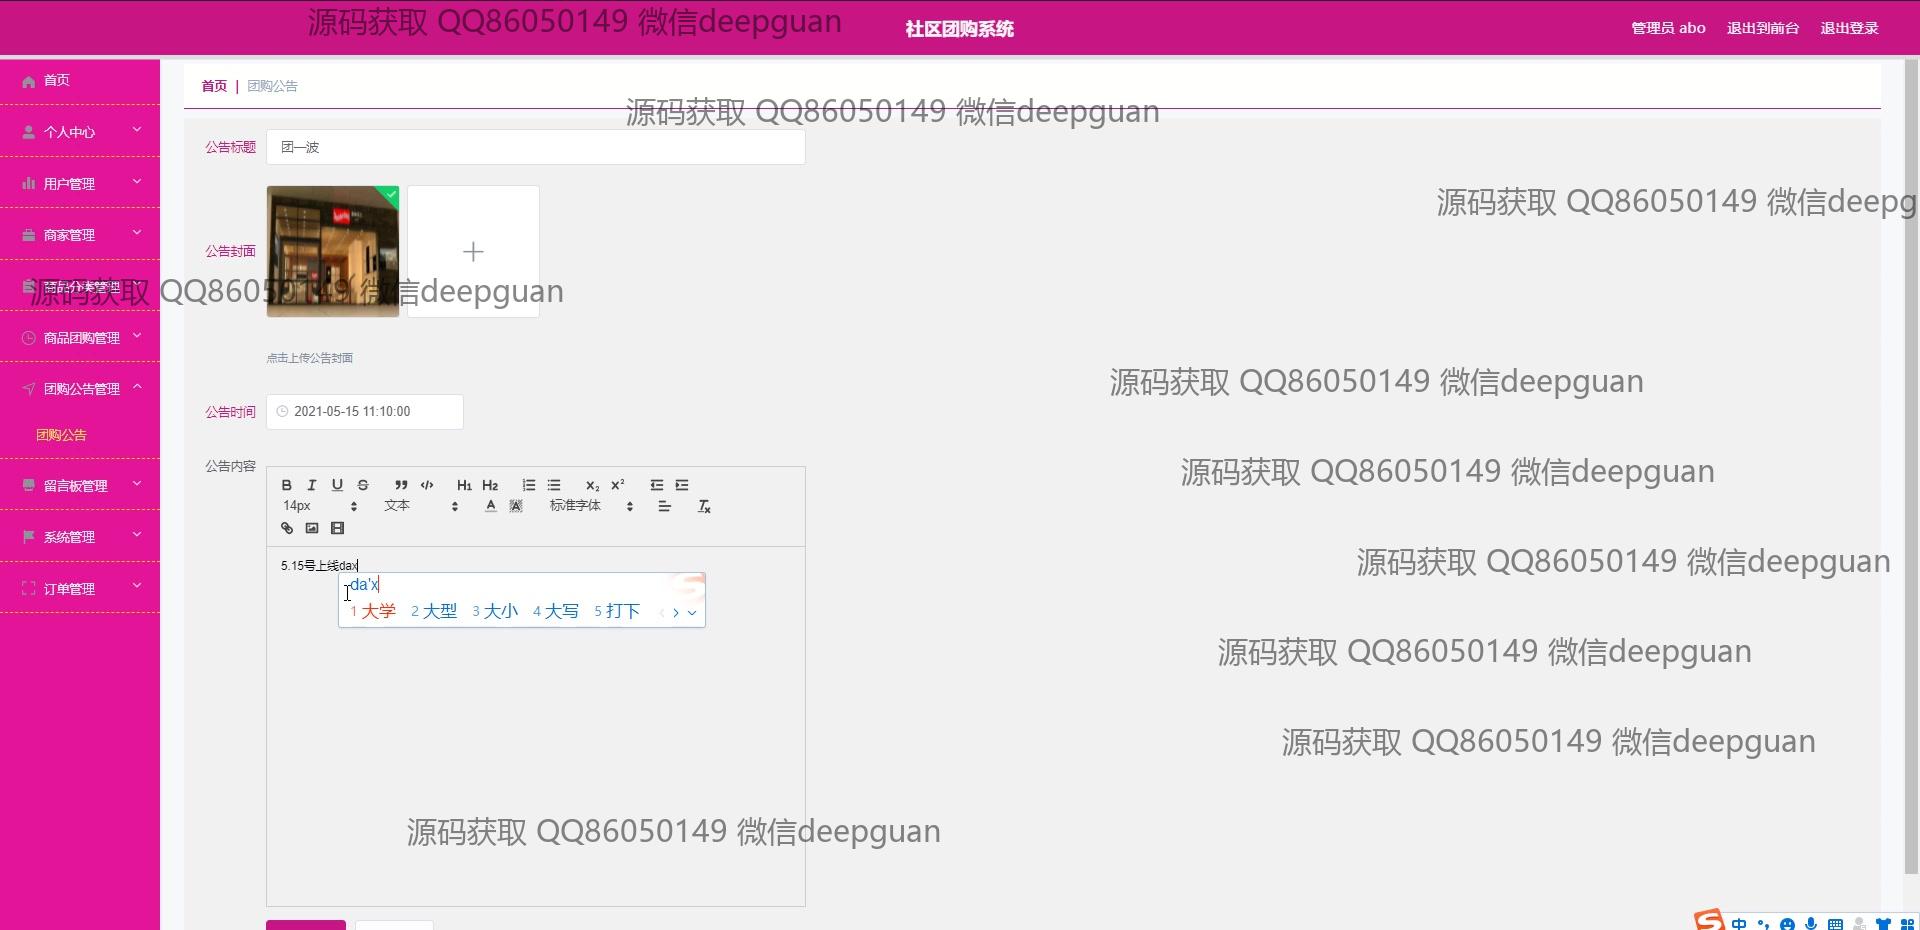 源码获取 QQ86050149 微信deepguan
社区团购系统
管理员 abo
退出到前台
退出登录
首页
个人中心
用户管理
商家管理
商品分类管理
商品团购管理
团购公告管理
团购公告
留言板管理
系统管理
订单管理
首页 | 团购公告
源码获取 QQ86050149 微信deepguan
公告标题
团一波
源码获取 QQ86050149 微信deepg
公告封面
源码获取 QQ86050149 微信deepguan
点击上传公告封面
源码获取 QQ86050149 微信deepguan
公告时间
2021-05-15 11:10:00
公告内容
源码获取 QQ86050149 微信deepguan
B I U S H1 H2 X2 X2
14px 文本 A A 标准字体 Tx
5.15号上线dax
源码获取 QQ86050149 微信deepguan
da'x
1 大学 2 大型 3 大小 4 大写 5 打下
源码获取 QQ86050149 微信deepguan
源码获取 QQ86050149 微信deepguan
源码获取 QQ86050149 微信deepguan
中